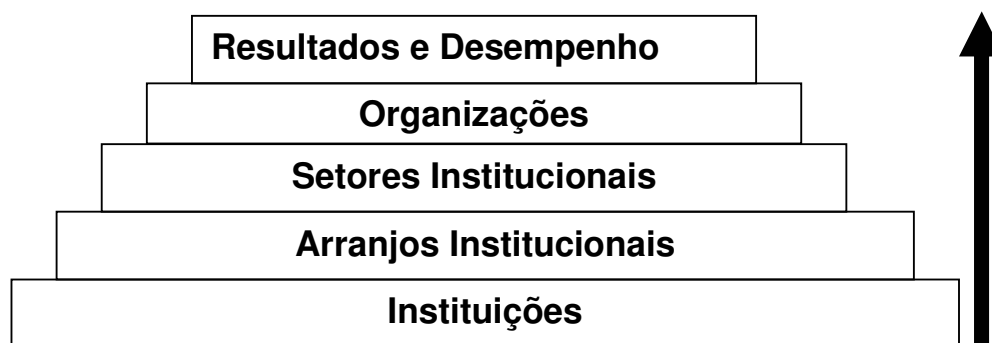 Resultados e Desempenho
Organizações
Setores Institucionais
Arranjos Institucionais
Instituições